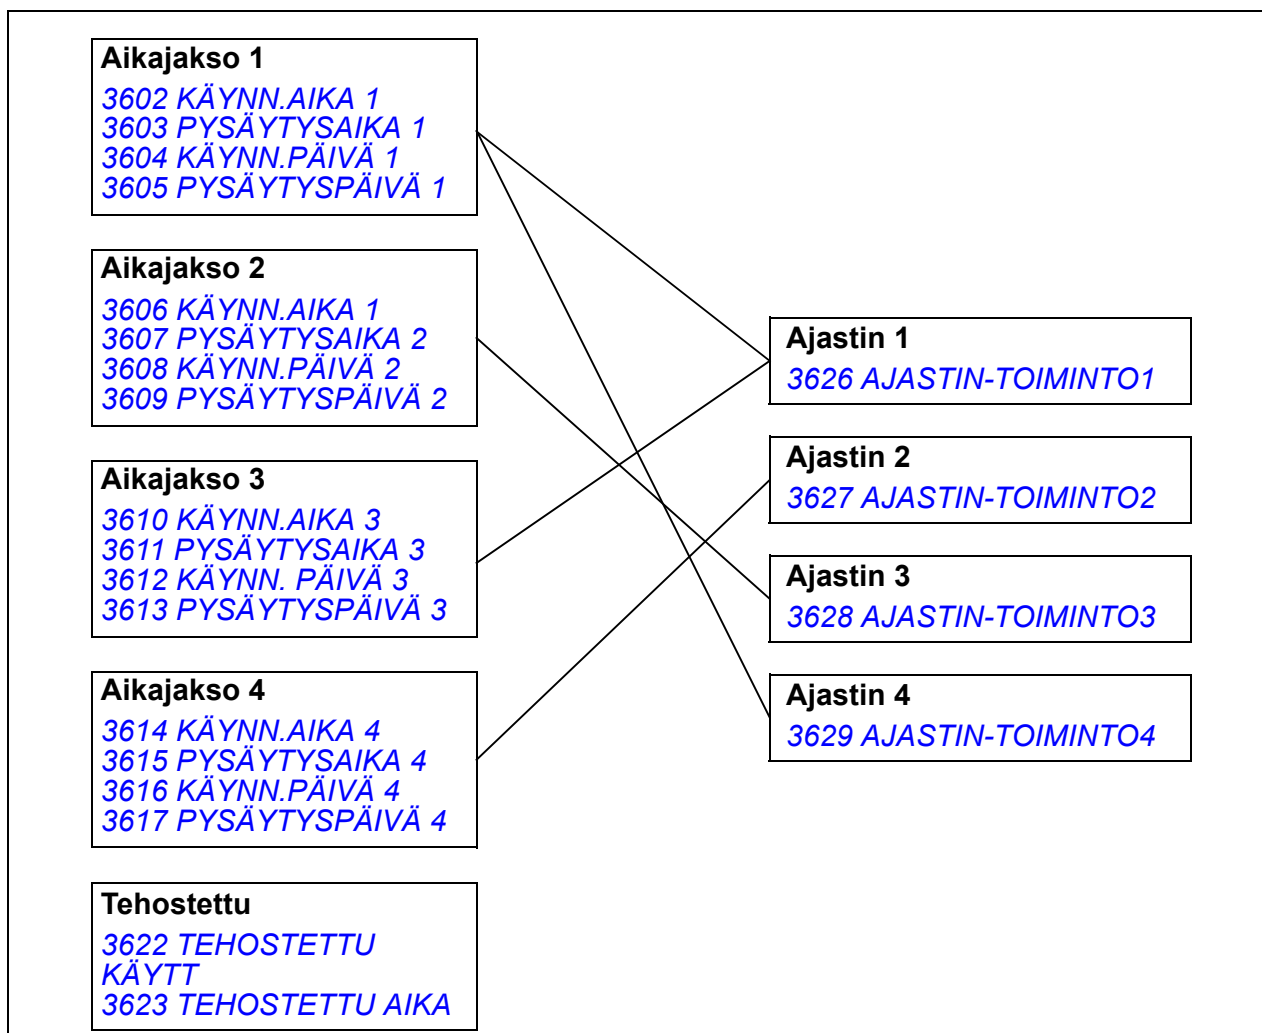 Aikajakso 1
3602 KÄYNN.AIKA 1
3603 PYSÄYTYSAIKA 1
3604 KÄYNN.PÄIVÄ 1
3605 PYSÄYTYSPÄIVÄ 1
Aikajakso 2
3606 KÄYNN.AIKA 1
3607 PYSÄYTYSAIKA 2
3608 KÄYNN.PÄIVÄ 2
3609 PYSÄYTYSPÄIVÄ 2
Aikajakso 3
3610 KÄYNN.AIKA 3
3611 PYSÄYTYSAIKA 3
3612 KÄYNN. PÄIVÄ 3
3613 PYSÄYTYSPÄIVÄ 3
Aikajakso 4
3614 KÄYNN.AIKA 4
3615 PYSÄYTYSAIKA 4
3616 KÄYNN.PÄIVÄ 4
3617 PYSÄYTYSPÄIVÄ 4
Tehostettu
3622 TEHOSTETTU
KÄYTT
3623 TEHOSTETTU AIKA
Ajastin 1
3626 AJASTIN-TOIMINTO1
Ajastin 2
3627 AJASTIN-TOIMINTO2
Ajastin 3
3628 AJASTIN-TOIMINTO3
Ajastin 4
3629 AJASTIN-TOIMINTO4